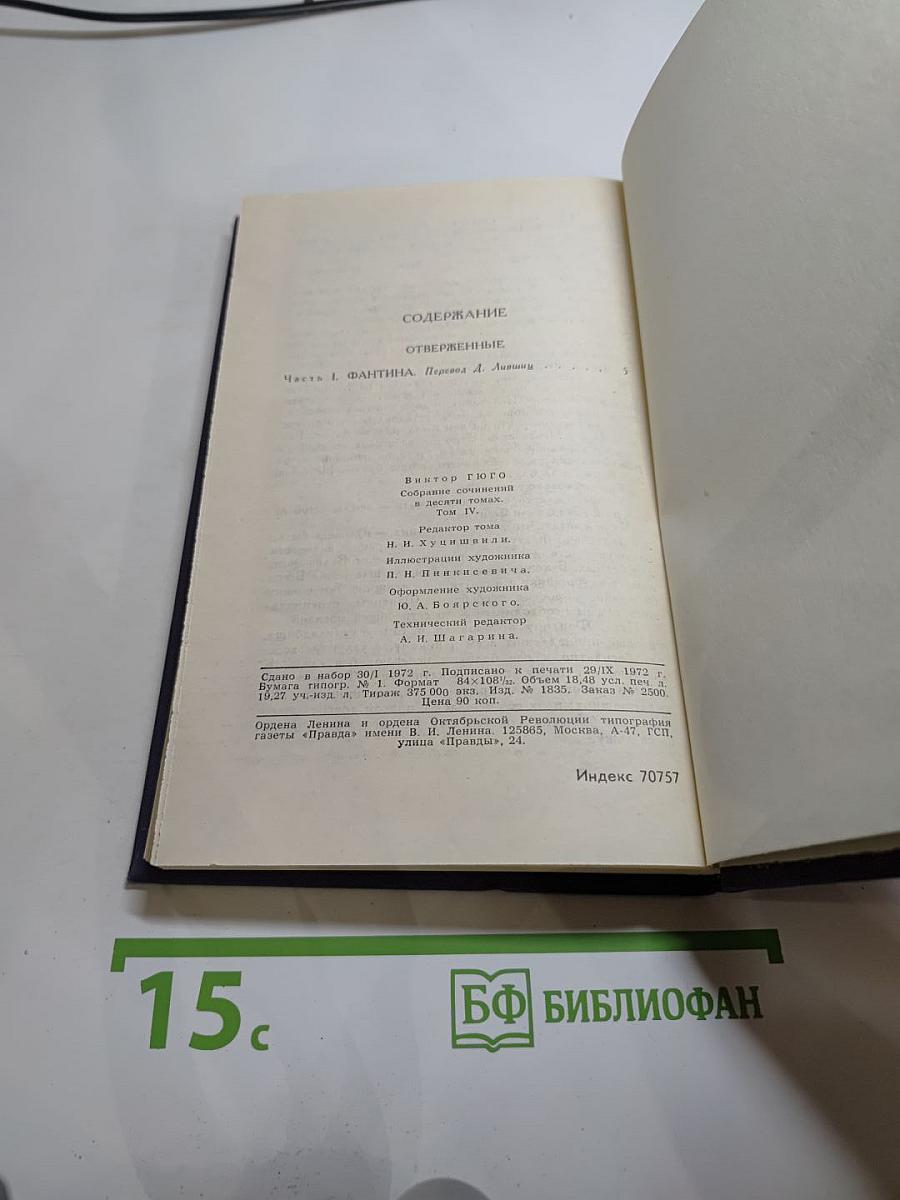 СОДЕРЖАНИЕ
ОТВЕРЖЕННЫЕ
Часть I. ФАНТИНА. Перевод Д. Лившиц . . . . . . 5
Виктор ГЮГО
Собрание сочинений
в десяти томах.
Том IV.
Редактор тома
Н. И. Хуцишвили.
Иллюстрации художника
П. Н. Пинкисевича.
Оформление художника
Ю. А. Боярского.
Технический редактор
А. И. Шагарина.
Сдано в набор 30/I 1972 г. Подписано к печати 29/IX 1972 г.
Бумага типогр. № 1. Формат 84×108¹/₃₂. Объем 18,48 усл. печ. л.
19,27 уч.-изд. л. Тираж 375 000 экз. Изд. № 1835. Заказ № 2500.
Цена 90 коп.
Ордена Ленина и ордена Октябрьской Революции типография
газеты «Правда» имени В. И. Ленина. 125865, Москва, А-47, ГСП,
улица «Правды», 24.
Индекс 70757
15 с
БФ БИБЛИОФАН